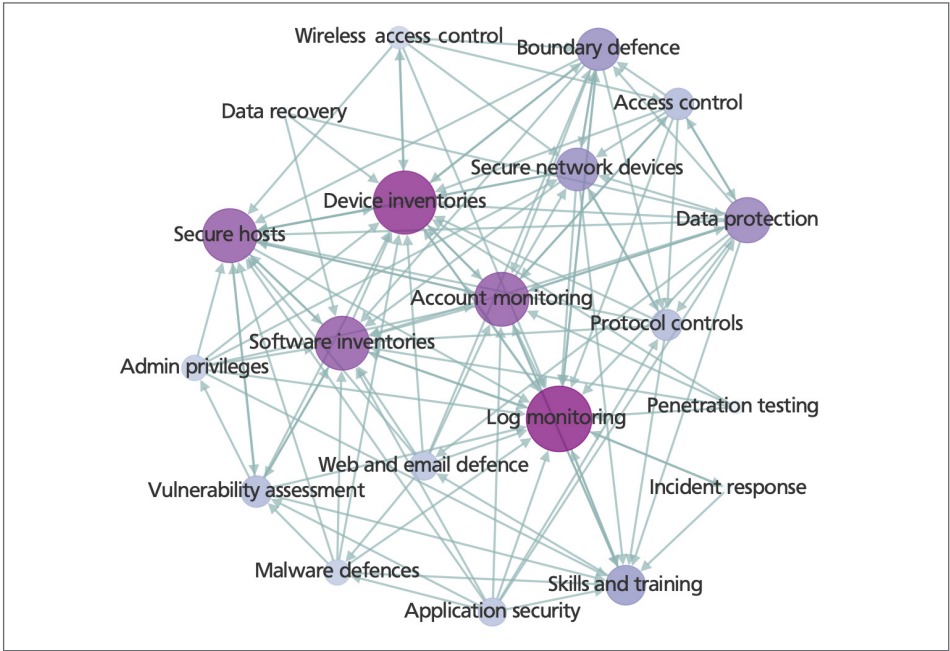 Wireless access control
Boundary defence
Access control
Data recovery
Secure network devices
Device inventories
Data protection
Secure hosts
Account monitoring
Protocol controls
Software inventories
Admin privileges
Penetration testing
Log monitoring
Web and email defence
Incident response
Vulnerability assessment
Malware defences
Skills and training
Application security